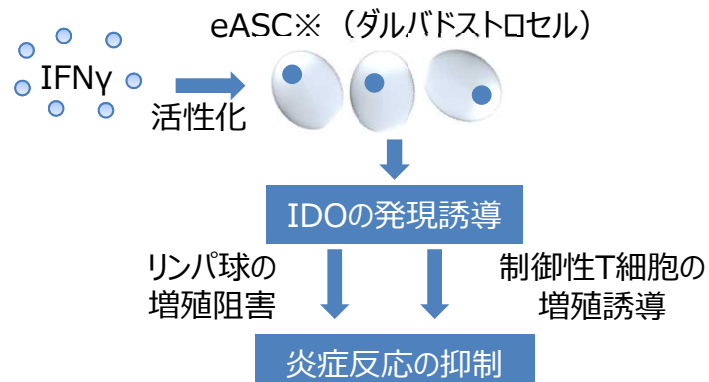 eASC※（ダルバドストロセル）
IFNγ
活性化
IDOの発現誘導
リンパ球の
増殖阻害
制御性T細胞の
増殖誘導
炎症反応の抑制